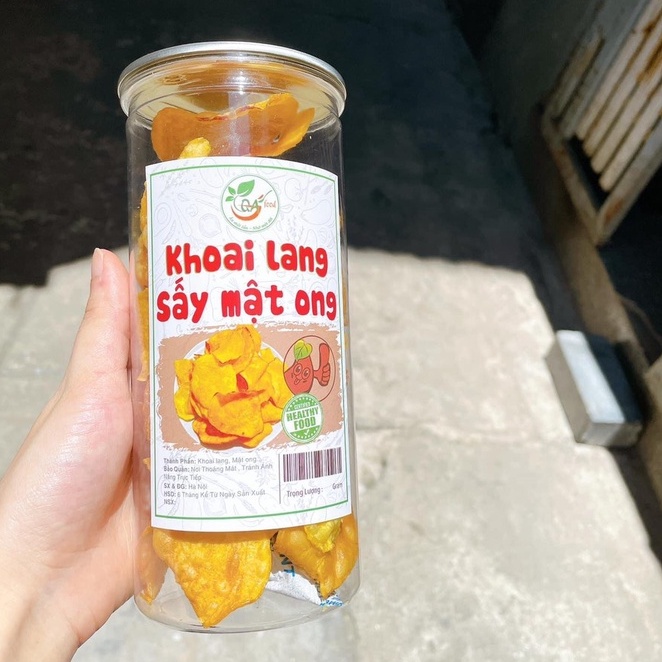 food
Khoai lang
sấy mật ong
HEALTHY
FOOD
Thành Phần: Khoai lang, Mật ong
Bảo Quản: Nơi Thoáng Mát, Tránh Ánh
Nắng Trực Tiếp
SX & ĐG: Hà Nội
HSD: 6 Tháng Kể Từ Ngày Sản Xuất
NSX:
Trọng Lượng: Gram